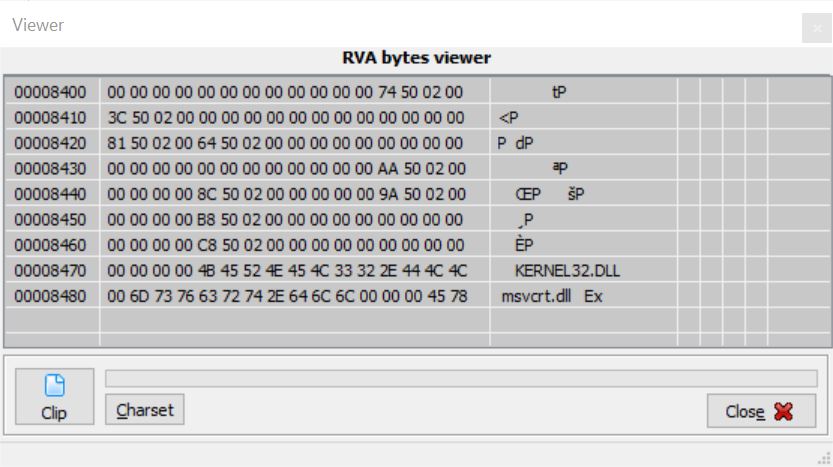 Viewer
RVA bytes viewer
00008400 00 00 00 00 00 00 00 00 00 00 00 00 74 50 02 00 tP
00008410 3C 50 02 00 00 00 00 00 00 00 00 00 00 00 00 00 <P
00008420 81 50 02 00 64 50 02 00 00 00 00 00 00 00 00 00 P dP
00008430 00 00 00 00 00 00 00 00 00 00 00 00 AA 50 02 00 ªP
00008440 00 00 00 00 8C 50 02 00 00 00 00 00 9A 50 02 00 ŒP šP
00008450 00 00 00 00 B8 50 02 00 00 00 00 00 00 00 00 00 ¸P
00008460 00 00 00 00 C8 50 02 00 00 00 00 00 00 00 00 00 ÈP
00008470 00 00 00 00 4B 45 52 4E 45 4C 33 32 2E 44 4C 4C KERNEL32.DLL
00008480 00 6D 73 76 63 72 74 2E 64 6C 6C 00 00 00 45 78 msvcrt.dll Ex
Clip
Charset
Close